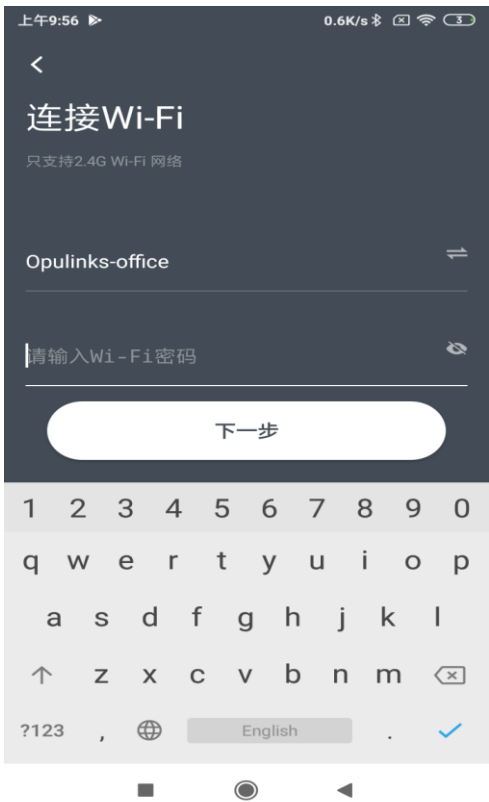 上午9:56 0.6K/s 3
连接Wi-Fi
只支持2.4G Wi-Fi 网络
Opulinks-office
请输入Wi-Fi密码
下一步
1 2 3 4 5 6 7 8 9 0
q w e r t y u i o p
a s d f g h j k l
z x c v b n m
?123 , English .